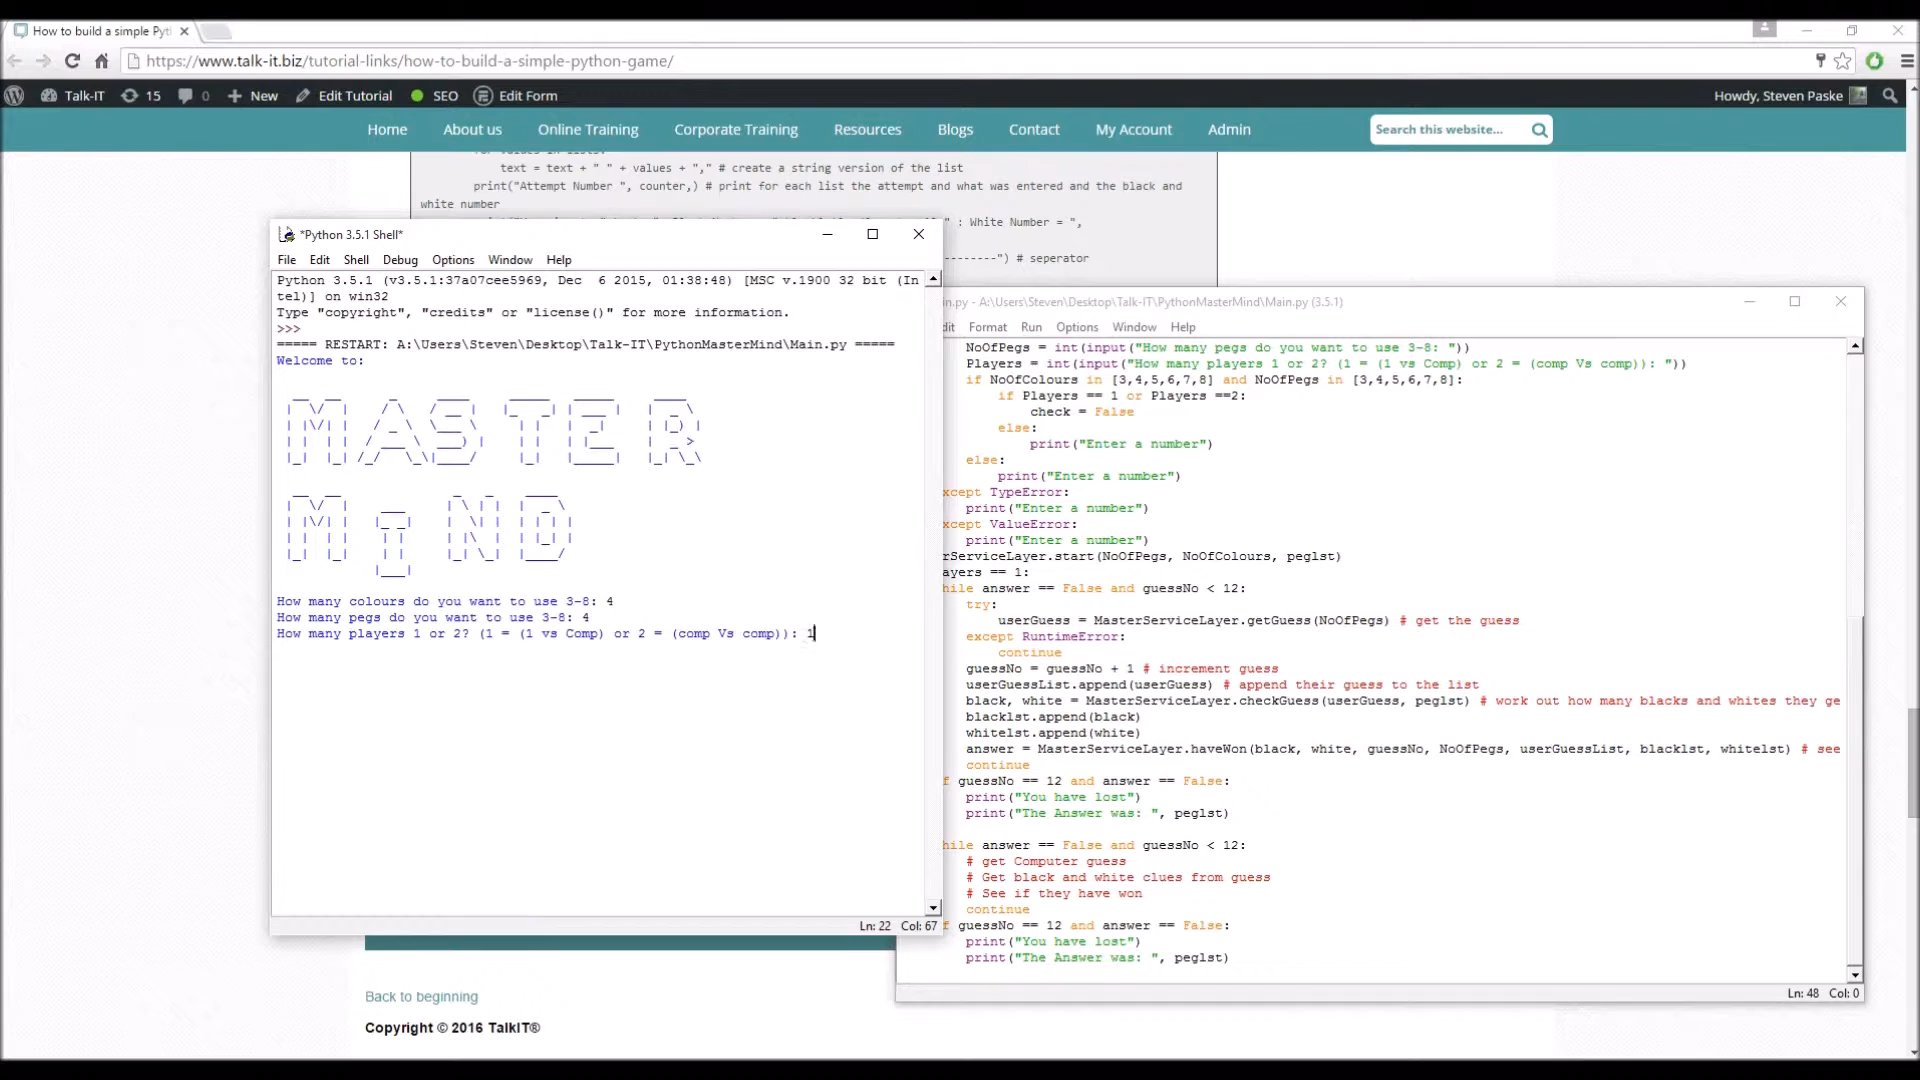 How to build a simple Pyt
https://www.talk-it.biz/tutorial-links/how-to-build-a-simple-python-game/
Talk-IT 15 0 New Edit Tutorial SEO Edit Form Howdy, Steven Paske
Home About us Online Training Corporate Training Resources Blogs Contact My Account Admin Search this website...
for values in lists:
text = text + " " + values + "," # create a string version of the list
print("Attempt Number ", counter,) # print for each list the attempt and what was entered and the black and
white number
" : White Number = ",
--------") # seperator
*Python 3.5.1 Shell*
File Edit Shell Debug Options Window Help
Python 3.5.1 (v3.5.1:37a07cee5969, Dec  6 2015, 01:38:48) [MSC v.1900 32 bit (In
tel)] on win32
Type "copyright", "credits" or "license()" for more information.
>>>
===== RESTART: A:\Users\Steven\Desktop\Talk-IT\PythonMasterMind\Main.py =====
Welcome to:
MASTER
MIND
How many colours do you want to use 3-8: 4
How many pegs do you want to use 3-8: 4
How many players 1 or 2? (1 = (1 vs Comp) or 2 = (comp Vs comp)): 1
Ln: 22 Col: 67
n.py - A:\Users\Steven\Desktop\Talk-IT\PythonMasterMind\Main.py (3.5.1)
dit Format Run Options Window Help
NoOfPegs = int(input("How many pegs do you want to use 3-8: "))
Players = int(input("How many players 1 or 2? (1 = (1 vs Comp) or 2 = (comp Vs comp)): "))
if NoOfColours in [3,4,5,6,7,8] and NoOfPegs in [3,4,5,6,7,8]:
if Players == 1 or Players ==2:
check = False
else:
print("Enter a number")
else:
print("Enter a number")
xcept TypeError:
print("Enter a number")
xcept ValueError:
print("Enter a number")
rServiceLayer.start(NoOfPegs, NoOfColours, peglst)
ayers == 1:
hile answer == False and guessNo < 12:
try:
userGuess = MasterServiceLayer.getGuess(NoOfPegs) # get the guess
except RuntimeError:
continue
guessNo = guessNo + 1 # increment guess
userGuessList.append(userGuess) # append their guess to the list
black, white = MasterServiceLayer.checkGuess(userGuess, peglst) # work out how many blacks and whites they ge
blacklst.append(black)
whitelst.append(white)
answer = MasterServiceLayer.haveWon(black, white, guessNo, NoOfPegs, userGuessList, blacklst, whitelst) # see
continue
f guessNo == 12 and answer == False:
print("You have lost")
print("The Answer was: ", peglst)
hile answer == False and guessNo < 12:
# get Computer guess
# Get black and white clues from guess
# See if they have won
continue
f guessNo == 12 and answer == False:
print("You have lost")
print("The Answer was: ", peglst)
Ln: 48 Col: 0
Back to beginning
Copyright © 2016 TalkIT®